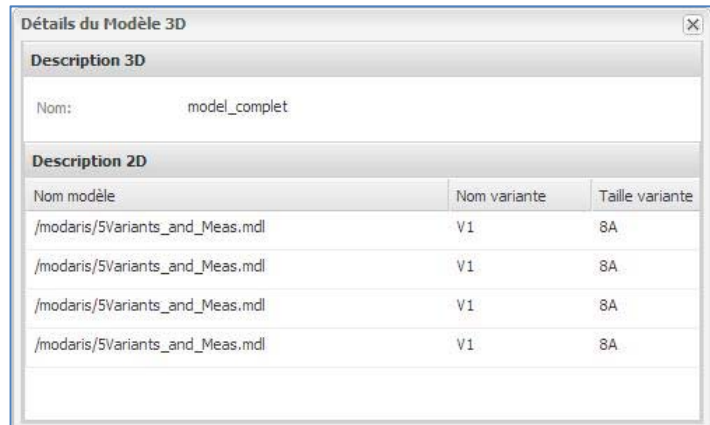 Détails du Modèle 3D
Description 3D
Nom: model_complet
Description 2D
Nom modèle Nom variante Taille variante
/modaris/5Variants_and_Meas.mdl V1 8A
/modaris/5Variants_and_Meas.mdl V1 8A
/modaris/5Variants_and_Meas.mdl V1 8A
/modaris/5Variants_and_Meas.mdl V1 8A